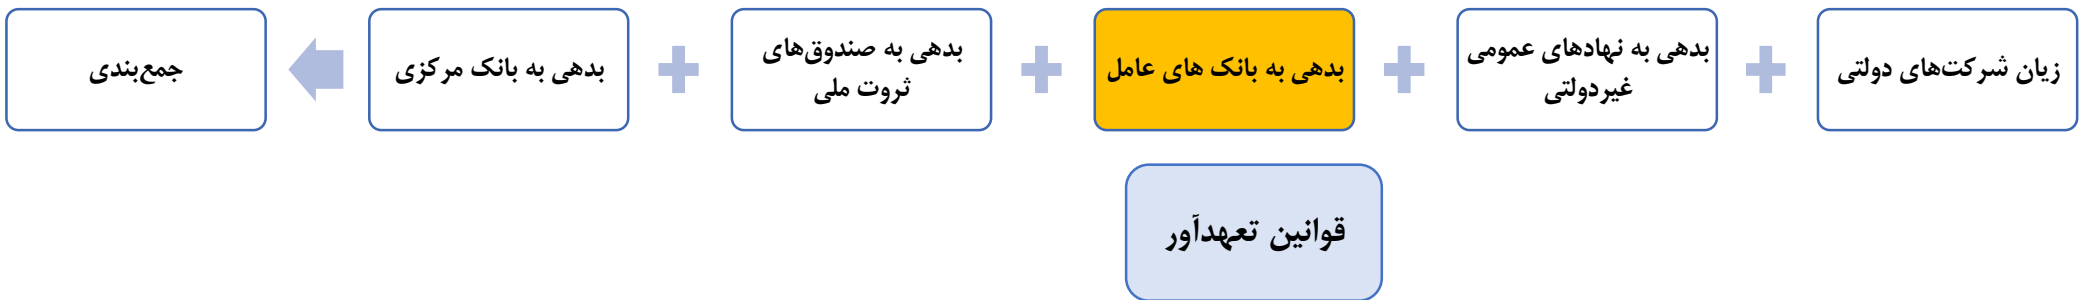 زیان شرکت‌های دولتی
بدهی به نهادهای عمومی
غیردولتی
بدهی به بانک های عامل
بدهی به صندوق‌های
ثروت ملی
بدهی به بانک مرکزی
جمع‌بندی
قوانین تعهدآور